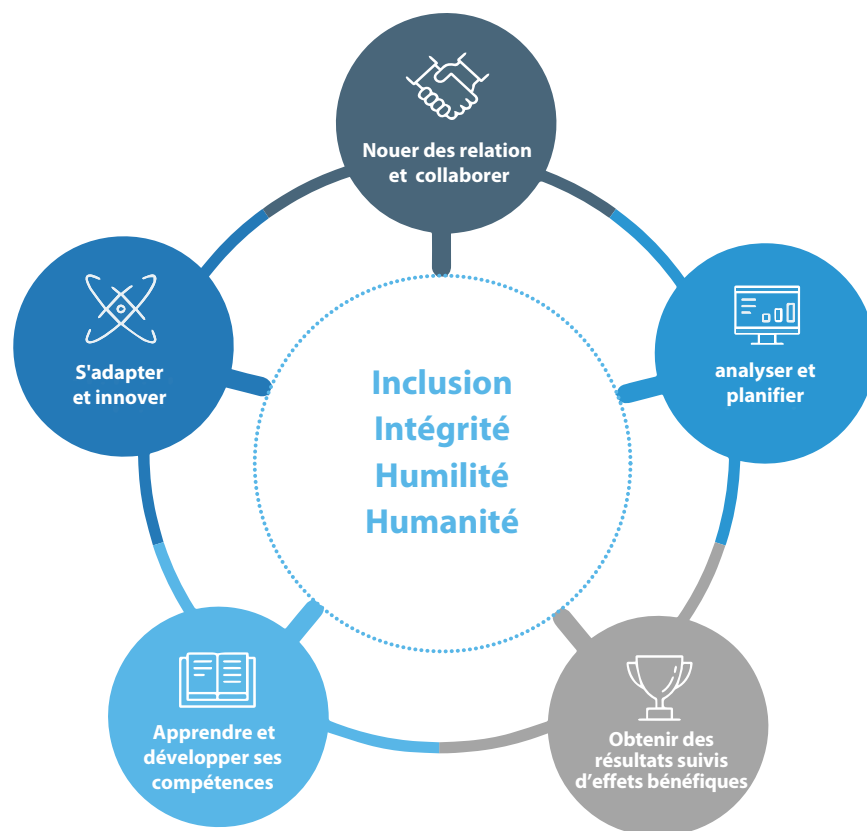 Nouer des relation
et collaborer
S'adapter
et innover
analyser et
planifier
Inclusion
Intégrité
Humilité
Humanité
Apprendre et
développer ses
compétences
Obtenir des
résultats suivis
d'effets bénéfiques